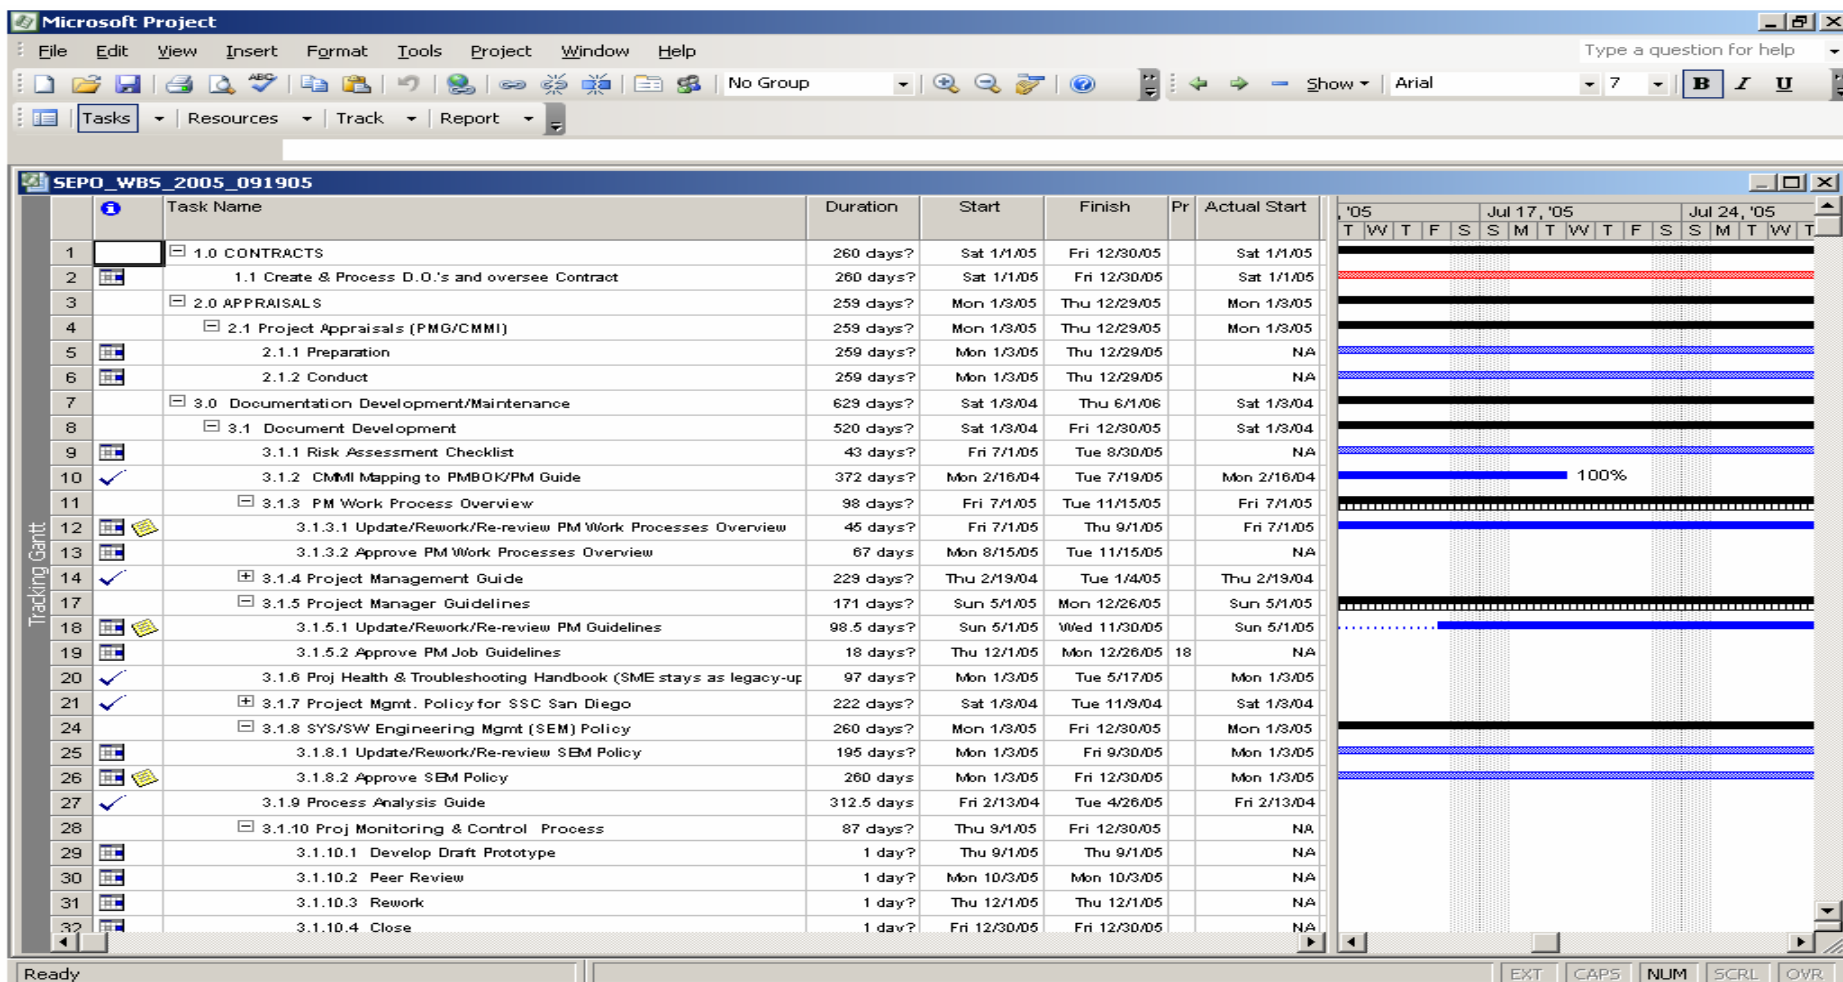 Microsoft Project
File Edit View Insert Format Tools Project Window Help Type a question for help
ABC No Group Show Arial 7 B I U
Tasks Resources Track Report
SEPO_WBS_2005_091905
Task Name Duration Start Finish Pr Actual Start , '05 Jul 17, '05 Jul 24, '05
T W T F S S M T W T F S S M T W T
1 1.0 CONTRACTS 260 days? Sat 1/1/05 Fri 12/30/05 Sat 1/1/05
2 1.1 Create & Process D.O.'s and oversee Contract 260 days? Sat 1/1/05 Fri 12/30/05 Sat 1/1/05
3 2.0 APPRAISALS 259 days? Mon 1/3/05 Thu 12/29/05 Mon 1/3/05
4 2.1 Project Appraisals (PMG/CMMI) 259 days? Mon 1/3/05 Thu 12/29/05 Mon 1/3/05
5 2.1.1 Preparation 259 days? Mon 1/3/05 Thu 12/29/05 NA
6 2.1.2 Conduct 259 days? Mon 1/3/05 Thu 12/29/05 NA
7 3.0 Documentation Development/Maintenance 629 days? Sat 1/3/04 Thu 6/1/06 Sat 1/3/04
8 3.1 Document Development 520 days? Sat 1/3/04 Fri 12/30/05 Sat 1/3/04
9 3.1.1 Risk Assessment Checklist 43 days? Fri 7/1/05 Tue 8/30/05 NA
10 3.1.2 CMMI Mapping to PMBOK/PM Guide 372 days? Mon 2/16/04 Tue 7/19/05 Mon 2/16/04 100%
11 3.1.3 PM Work Process Overview 98 days? Fri 7/1/05 Tue 11/15/05 Fri 7/1/05
12 3.1.3.1 Update/Rework/Re-review PM Work Processes Overview 45 days? Fri 7/1/05 Thu 9/1/05 Fri 7/1/05
13 3.1.3.2 Approve PM Work Processes Overview 67 days Mon 8/15/05 Tue 11/15/05 NA
14 3.1.4 Project Management Guide 229 days? Thu 2/19/04 Tue 1/4/05 Thu 2/19/04
17 3.1.5 Project Manager Guidelines 171 days? Sun 5/1/05 Mon 12/26/05 Sun 5/1/05
18 3.1.5.1 Update/Rework/Re-review PM Guidelines 98.5 days? Sun 5/1/05 Wed 11/30/05 Sun 5/1/05
19 3.1.5.2 Approve PM Job Guidelines 18 days? Thu 12/1/05 Mon 12/26/05 18 NA
20 3.1.6 Proj Health & Troubleshooting Handbook (SME stays as legacy-up 97 days? Mon 1/3/05 Tue 5/17/05 Mon 1/3/05
21 3.1.7 Project Mgmt. Policy for SSC San Diego 222 days? Sat 1/3/04 Tue 11/9/04 Sat 1/3/04
24 3.1.8 SYS/SW Engineering Mgmt (SEM) Policy 260 days? Mon 1/3/05 Fri 12/30/05 Mon 1/3/05
25 3.1.8.1 Update/Rework/Re-review SEM Policy 195 days? Mon 1/3/05 Fri 9/30/05 Mon 1/3/05
26 3.1.8.2 Approve SEM Policy 260 days Mon 1/3/05 Fri 12/30/05 Mon 1/3/05
27 3.1.9 Process Analysis Guide 312.5 days Fri 2/13/04 Tue 4/26/05 Fri 2/13/04
28 3.1.10 Proj Monitoring & Control Process 87 days? Thu 9/1/05 Fri 12/30/05 NA
29 3.1.10.1 Develop Draft Prototype 1 day? Thu 9/1/05 Thu 9/1/05 NA
30 3.1.10.2 Peer Review 1 day? Mon 10/3/05 Mon 10/3/05 NA
31 3.1.10.3 Rework 1 day? Thu 12/1/05 Thu 12/1/05 NA
32 3.1.10.4 Close 1 day? Fri 12/30/05 Fri 12/30/05 NA
Tracking Gantt
Ready EXT CAPS NUM SCRL OVR